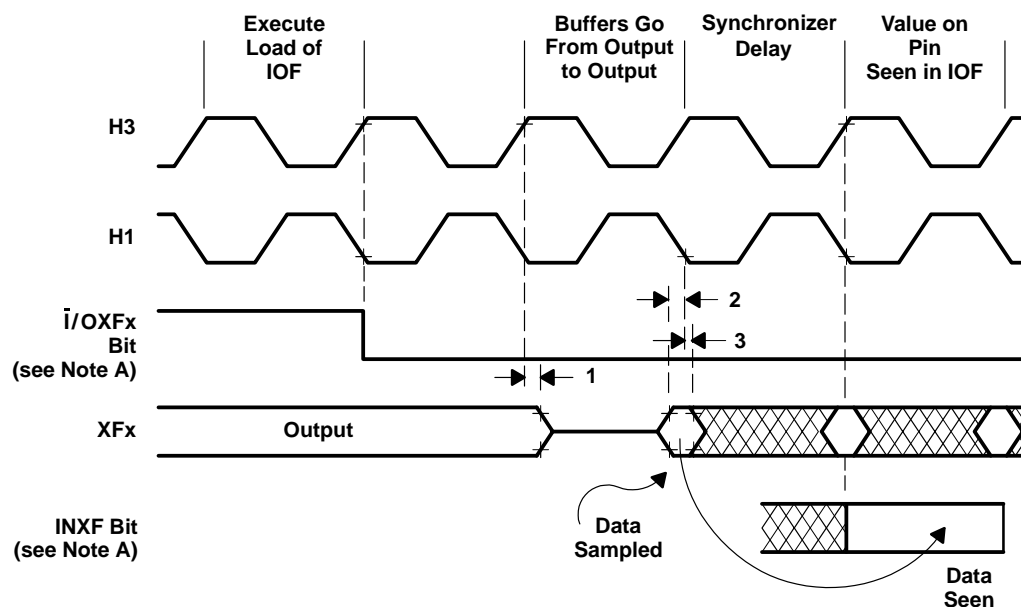 Execute
Load of
IOF
Buffers Go
From Output
to Output
Synchronizer
Delay
Value on
Pin
Seen in IOF
H3
H1
Ī/OXFx
Bit
(see Note A)
2
3
1
XFx
Output
INXF Bit
(see Note A)
Data
Sampled
Data
Seen